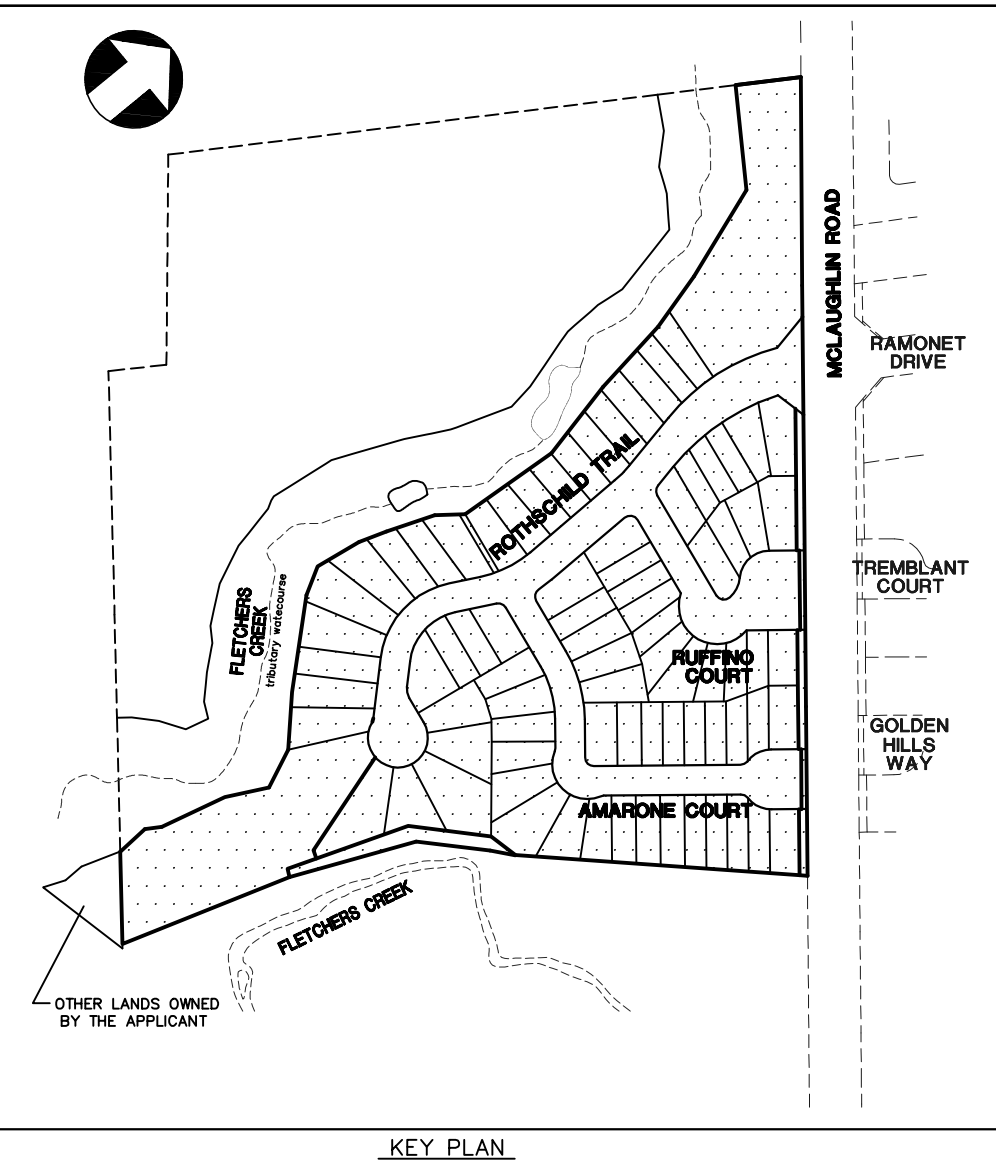 MCLAUGHLIN ROAD
RAMONET
DRIVE
ROTHSCHILD TRAIL
TREMBLANT
COURT
FLETCHERS
CREEK
tributary watercourse
RUFFINO
COURT
GOLDEN
HILLS
WAY
AMARONE COURT
FLETCHERS CREEK
OTHER LANDS OWNED
BY THE APPLICANT
KEY PLAN